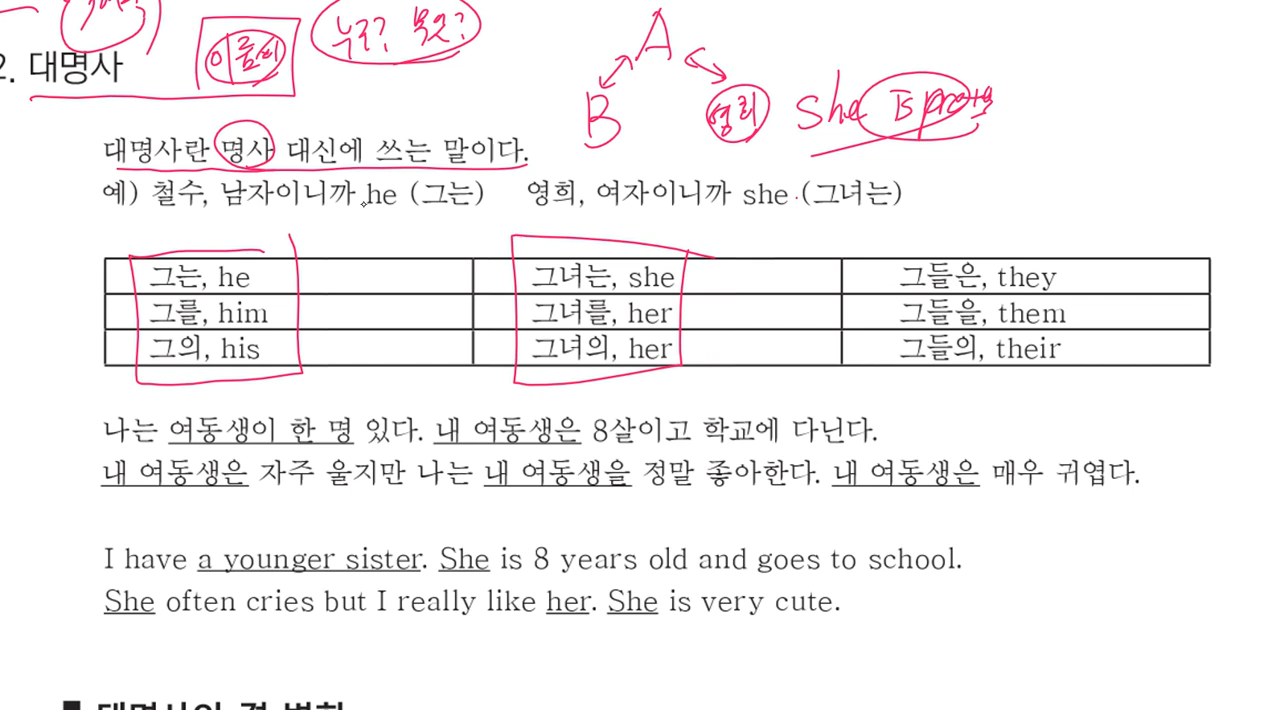 누구? 무엇?
이름씨
A
2. 대명사
B
영희
She is pretty
대명사란 명사 대신에 쓰는 말이다.
예) 철수, 남자이니까 he (그는) 영희, 여자이니까 she (그녀는)
그는, he 그녀는, she 그들은, they
그를, him 그녀를, her 그들을, them
그의, his 그녀의, her 그들의, their
나는 여동생이 한 명 있다. 내 여동생은 8살이고 학교에 다닌다.
내 여동생은 자주 울지만 나는 내 여동생을 정말 좋아한다. 내 여동생은 매우 귀엽다.
I have a younger sister. She is 8 years old and goes to school.
She often cries but I really like her. She is very cute.